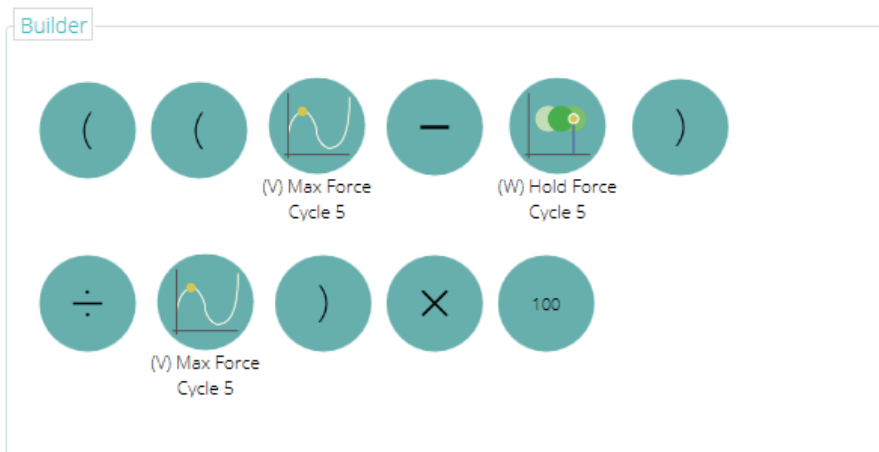 Builder
( ( − )
(V) Max Force (W) Hold Force
Cycle 5 Cycle 5
÷ ) × 100
(V) Max Force
Cycle 5